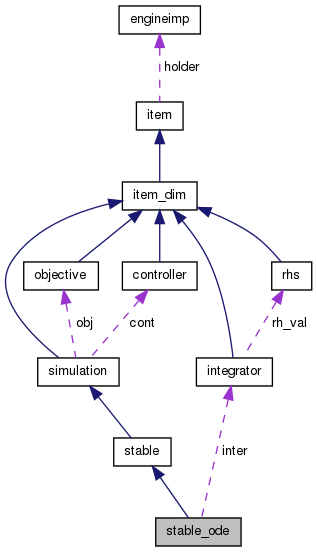 engineimp
holder
item
item_dim
objective
controller
rhs
obj
cont
rh_val
simulation
integrator
stable
inter
stable_ode